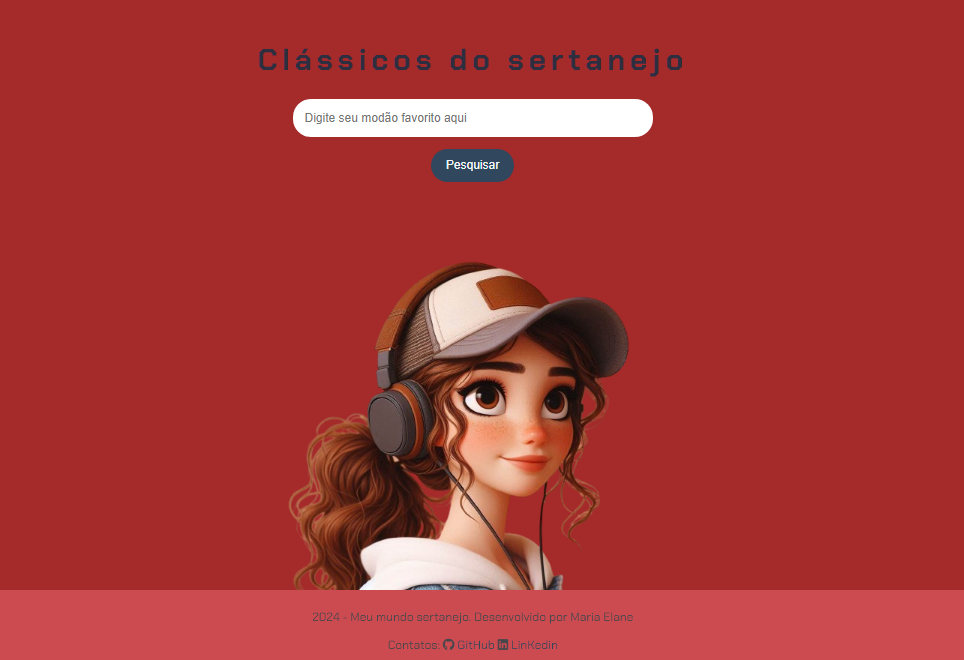 Clássicos do sertanejo
Digite seu modão favorito aqui
Pesquisar
2024 - Meu mundo sertanejo. Desenvolvido por Maria Elane
Contatos: GitHub LinKedin